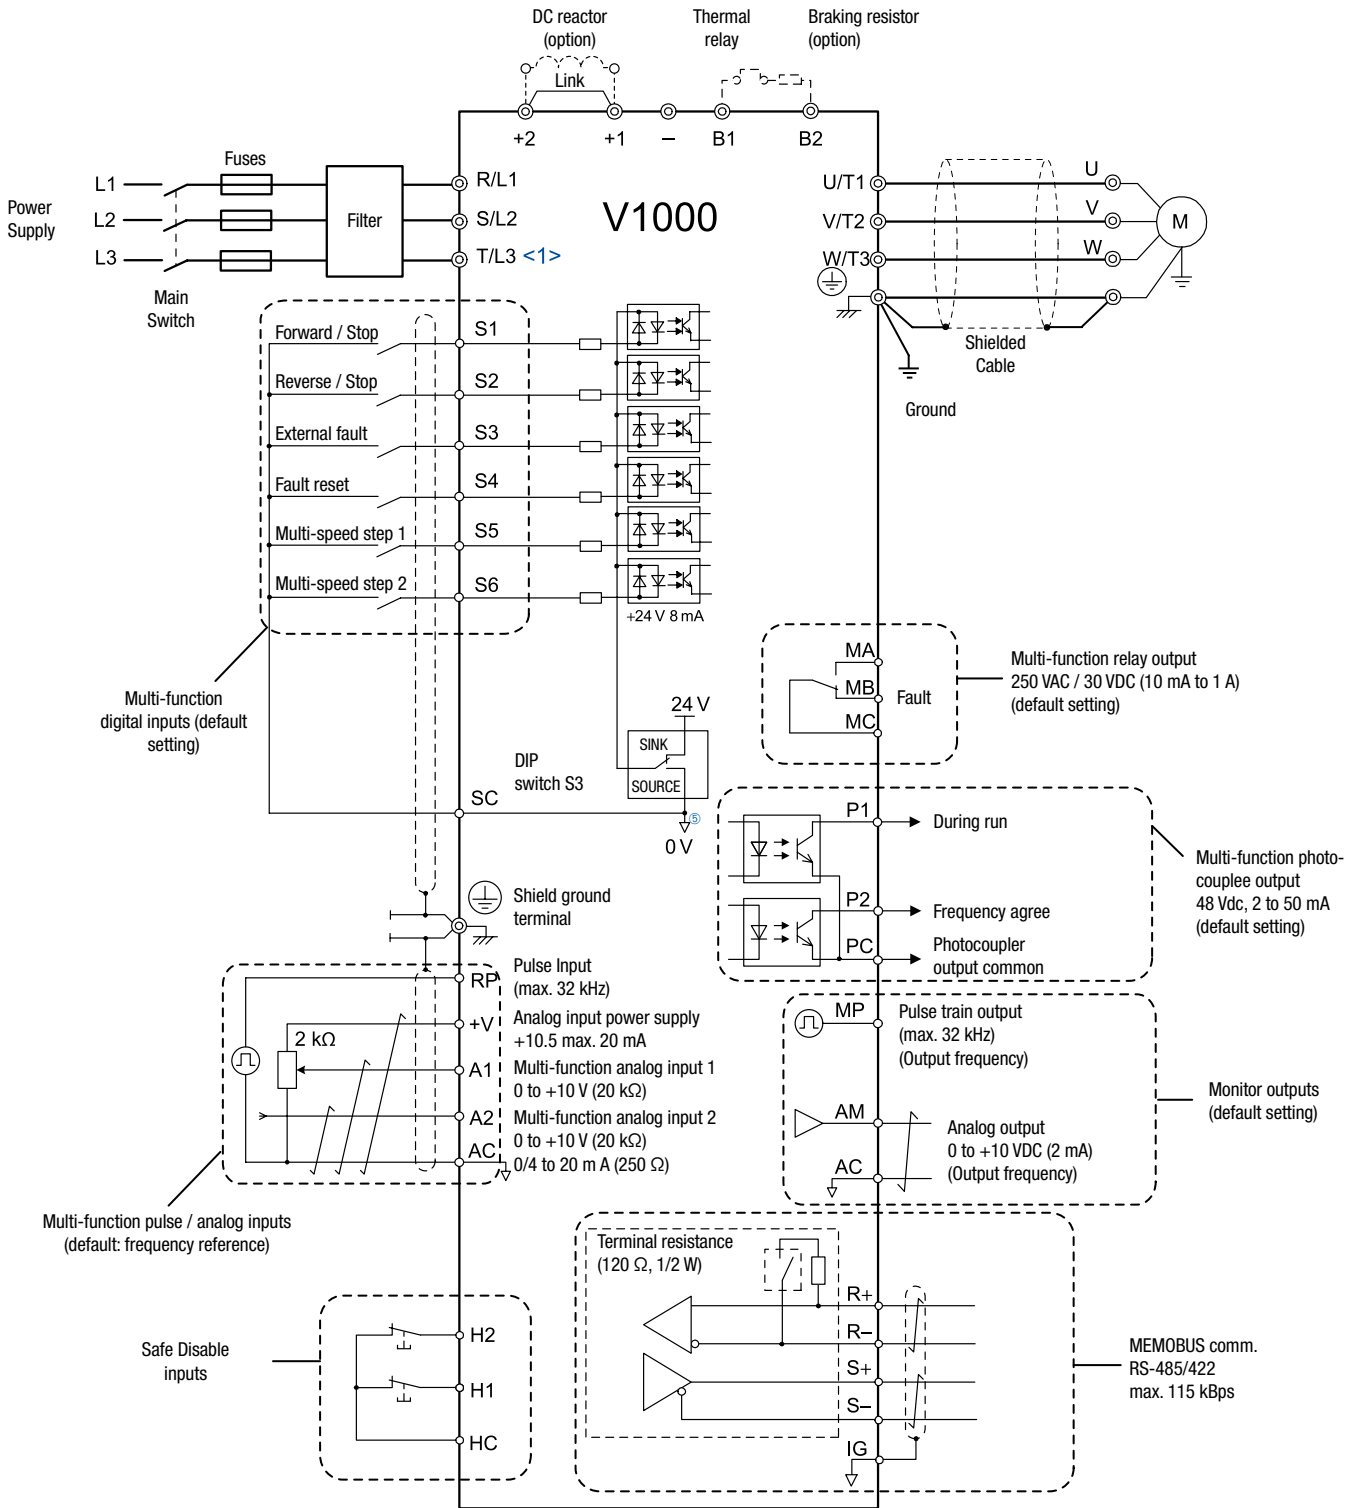 DC reactor
(option)
Thermal
relay
Braking resistor
(option)
Link
+2
+1
–
B1
B2
Fuses
Power
Supply
L1
L2
L3
Main
Switch
Filter
R/L1
S/L2
T/L3 <1>
V1000
U/T1
V/T2
W/T3
U
V
W
M
Shielded
Cable
Ground
Forward / Stop
S1
Reverse / Stop
S2
External fault
S3
Fault reset
S4
Multi-speed step 1
S5
Multi-speed step 2
S6
+24 V 8 mA
Multi-function
digital inputs (default
setting)
DIP
switch S3
24 V
SINK
SOURCE
SC
⑤
0 V
MA
MB
MC
Fault
Multi-function relay output
250 VAC / 30 VDC (10 mA to 1 A)
(default setting)
P1
During run
P2
Frequency agree
PC
Photocoupler
output common
Multi-function photo-
couplee output
48 Vdc, 2 to 50 mA
(default setting)
Shield ground
terminal
RP
Pulse Input
(max. 32 kHz)
+V
Analog input power supply
+10.5 max. 20 mA
2 kΩ
A1
Multi-function analog input 1
0 to +10 V (20 kΩ)
A2
Multi-function analog input 2
0 to +10 V (20 kΩ)
0/4 to 20 m A (250 Ω)
AC
Multi-function pulse / analog inputs
(default: frequency reference)
MP
Pulse train output
(max. 32 kHz)
(Output frequency)
AM
Analog output
0 to +10 VDC (2 mA)
(Output frequency)
AC
Monitor outputs
(default setting)
Terminal resistance
(120 Ω, 1/2 W)
R+
R–
S+
S–
IG
MEMOBUS comm.
RS-485/422
max. 115 kBps
Safe Disable
inputs
H2
H1
HC